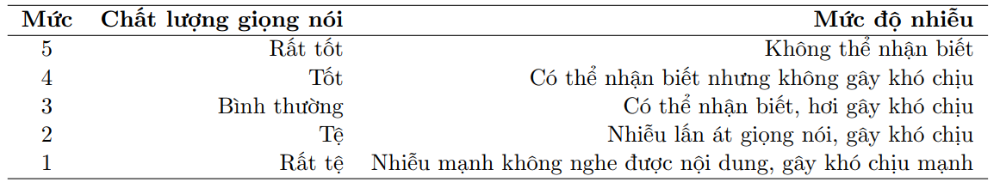 Mức Chất lượng giọng nói Mức độ nhiễu
5 Rất tốt Không thể nhận biết
4 Tốt Có thể nhận biết nhưng không gây khó chịu
3 Bình thường Có thể nhận biết, hơi gây khó chịu
2 Tệ Nhiễu lấn át giọng nói, gây khó chịu
1 Rất tệ Nhiễu mạnh không nghe được nội dung, gây khó chịu mạnh